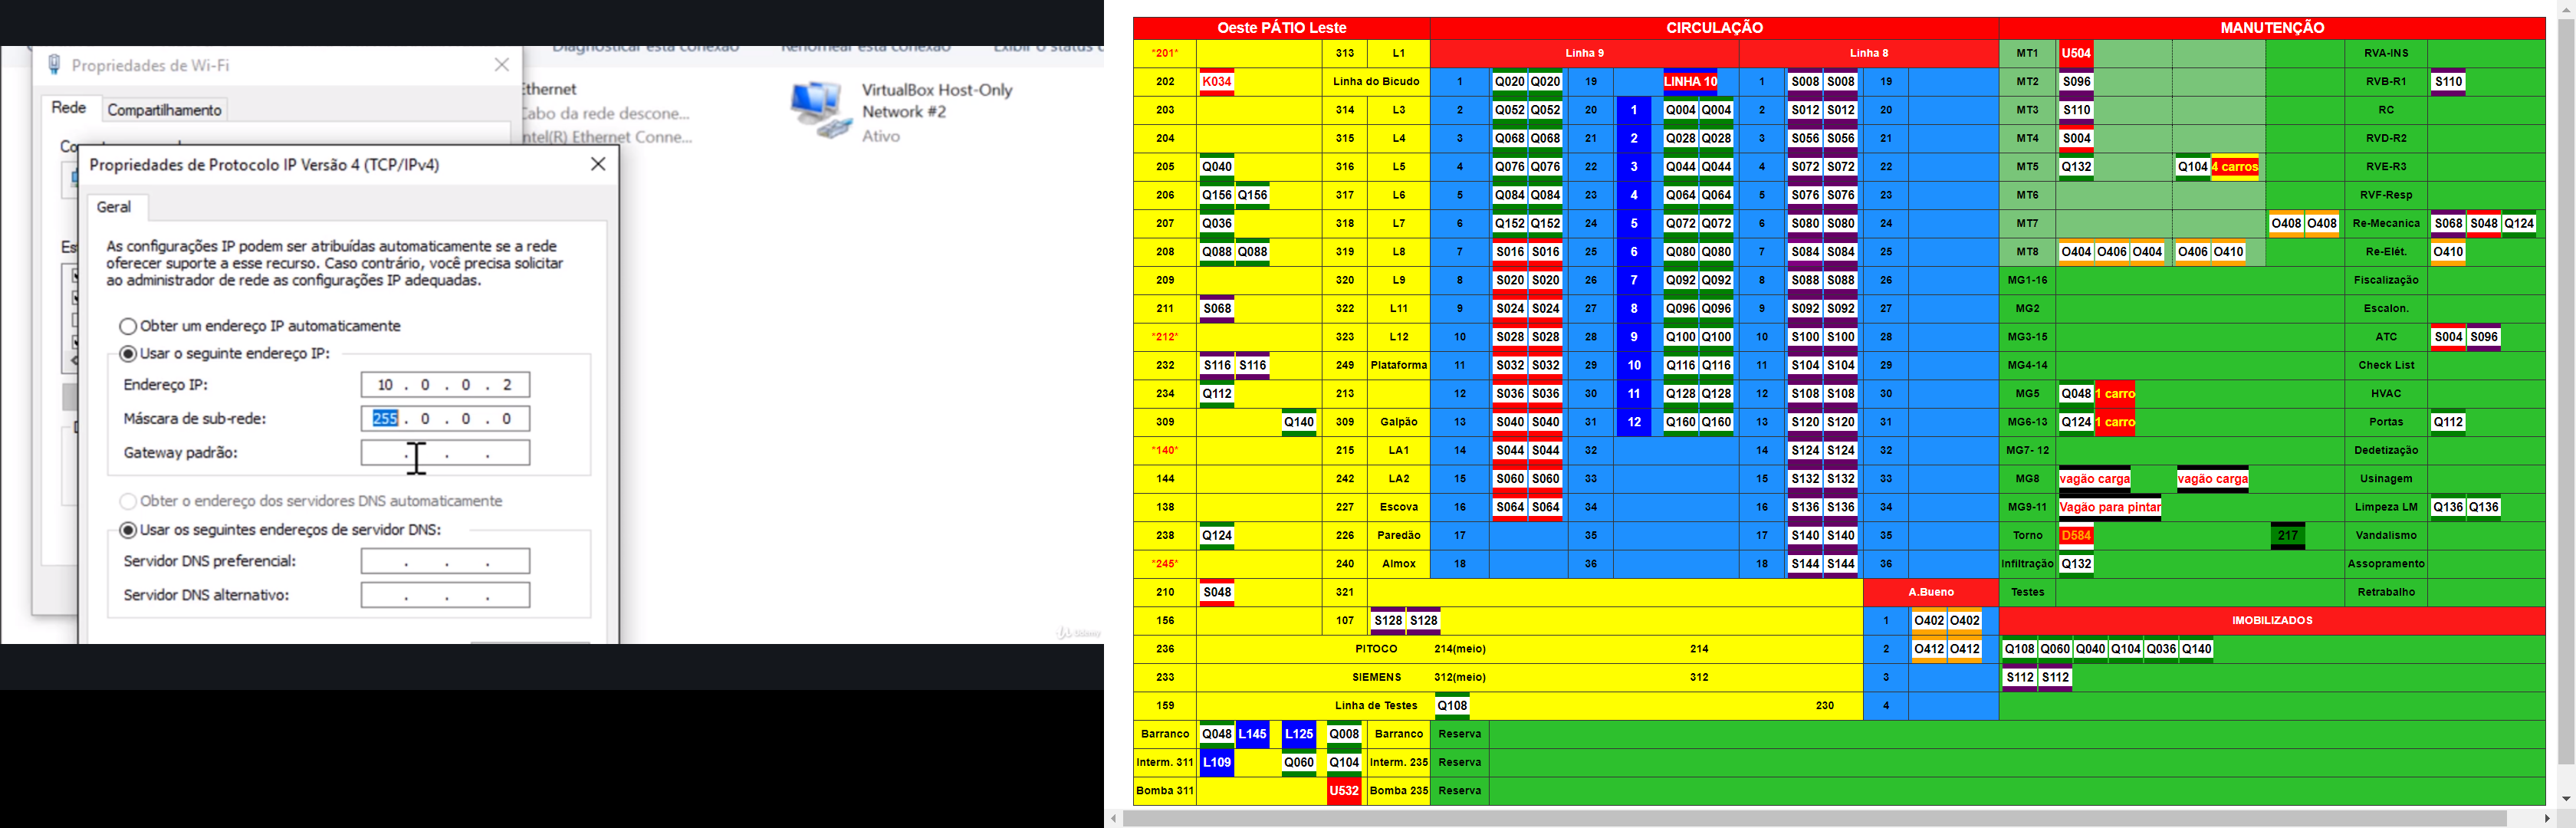 Diagnosticar esta conexão Renomear esta conexão Exibir o status
Propriedades de Wi-Fi
Rede Compartilhamento
Ethernet
Cabo da rede descone...
Intel(R) Ethernet Conne...
VirtualBox Host-Only
Network #2
Ativo
Propriedades de Protocolo IP Versão 4 (TCP/IPv4)
Geral
As configurações IP podem ser atribuídas automaticamente se a rede
oferecer suporte a esse recurso. Caso contrário, você precisa solicitar
ao administrador de rede as configurações IP adequadas.
Obter um endereço IP automaticamente
Usar o seguinte endereço IP:
Endereço IP: 10 . 0 . 0 . 2
Máscara de sub-rede: 255 . 0 . 0 . 0
Gateway padrão: . . .
Obter o endereço dos servidores DNS automaticamente
Usar os seguintes endereços de servidor DNS:
Servidor DNS preferencial: . . .
Servidor DNS alternativo: . . .
Udemy
Oeste PÁTIO Leste CIRCULAÇÃO MANUTENÇÃO
*201* 313 L1 Linha 9 Linha 8 MT1 U504 RVA-INS
202 K034 Linha do Bicudo 1 Q020 Q020 19 LINHA 10 1 S008 S008 19 MT2 S096 RVB-R1 S110
203 314 L3 2 Q052 Q052 20 1 Q004 Q004 2 S012 S012 20 MT3 S110 RC
204 315 L4 3 Q068 Q068 21 2 Q028 Q028 3 S056 S056 21 MT4 S004 RVD-R2
205 Q040 316 L5 4 Q076 Q076 22 3 Q044 Q044 4 S072 S072 22 MT5 Q132 Q104 4 carros RVE-R3
206 Q156 Q156 317 L6 5 Q084 Q084 23 4 Q064 Q064 5 S076 S076 23 MT6 RVF-Resp
207 Q036 318 L7 6 Q152 Q152 24 5 Q072 Q072 6 S080 S080 24 MT7 O408 O408 Re-Mecanica S068 S048 Q124
208 Q088 Q088 319 L8 7 S016 S016 25 6 Q080 Q080 7 S084 S084 25 MT8 O404 O406 O404 O406 O410 Re-Elét. O410
209 320 L9 8 S020 S020 26 7 Q092 Q092 8 S088 S088 26 MG1-16 Fiscalização
211 S068 322 L11 9 S024 S024 27 8 Q096 Q096 9 S092 S092 27 MG2 Escalon.
*212* 323 L12 10 S028 S028 28 9 Q100 Q100 10 S100 S100 28 MG3-15 ATC S004 S096
232 S116 S116 249 Plataforma 11 S032 S032 29 10 Q116 Q116 11 S104 S104 29 MG4-14 Check List
234 Q112 213 12 S036 S036 30 11 Q128 Q128 12 S108 S108 30 MG5 Q048 1 carro HVAC
309 Q140 309 Galpão 13 S040 S040 31 12 Q160 Q160 13 S120 S120 31 MG6-13 Q124 1 carro Portas Q112
*140* 215 LA1 14 S044 S044 32 14 S124 S124 32 MG7- 12 Dedetização
144 242 LA2 15 S060 S060 33 15 S132 S132 33 MG8 vagão carga vagão carga Usinagem
138 227 Escova 16 S064 S064 34 16 S136 S136 34 MG9-11 Vagão para pintar Limpeza LM Q136 Q136
238 Q124 226 Paredão 17 35 17 S140 S140 35 Torno D584 217 Vandalismo
*245* 240 Almox 18 36 18 S144 S144 36 Infiltração Q132 Assopramento
210 S048 321 A.Bueno Testes Retrabalho
156 107 S128 S128 1 O402 O402 IMOBILIZADOS
236 PITOCO 214(meio) 214 2 O412 O412 Q108 Q060 Q040 Q104 Q036 Q140
233 SIEMENS 312(meio) 312 3 S112 S112
159 Linha de Testes Q108 230 4
Barranco Q048 L145 L125 Q008 Barranco Reserva
Interm. 311 L109 Q060 Q104 Interm. 235 Reserva
Bomba 311 U532 Bomba 235 Reserva